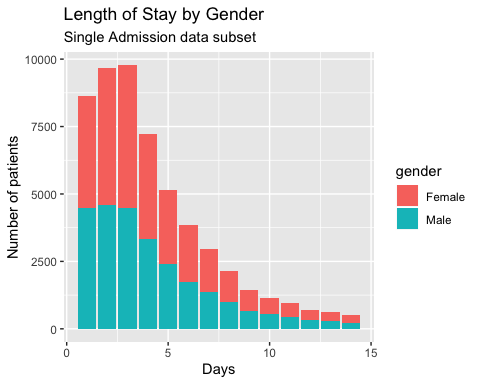 Length of Stay by Gender
Single Admission data subset
10000
7500
5000
2500
0
Number of patients
0 5 10 15
Days
gender
Female
Male